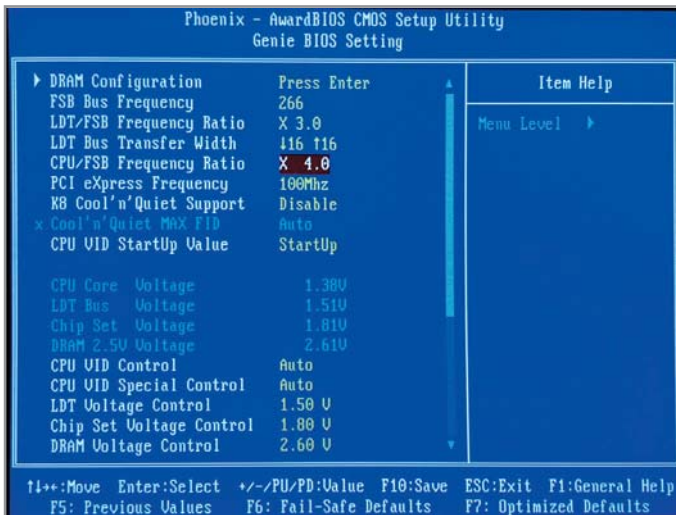 Phoenix - AwardBIOS CMOS Setup Utility
Genie BIOS Setting
DRAM Configuration Press Enter
FSB Bus Frequency 266
LDT/FSB Frequency Ratio X 3.0
LDT Bus Transfer Width ↓16 ↑16
CPU/FSB Frequency Ratio X 4.0
PCI eXpress Frequency 100Mhz
K8 Cool'n'Quiet Support Disable
x Cool'n'Quiet MAX FID Auto
CPU VID StartUp Value StartUp
CPU Core Voltage 1.38V
LDT Bus Voltage 1.51V
Chip Set Voltage 1.81V
DRAM 2.5V Voltage 2.61V
CPU VID Control Auto
CPU VID Special Control Auto
LDT Voltage Control 1.50 V
Chip Set Voltage Control 1.80 V
DRAM Voltage Control 2.60 V
Item Help
Menu Level
↑↓→←:Move Enter:Select +/-/PU/PD:Value F10:Save ESC:Exit F1:General Help
F5: Previous Values F6: Fail-Safe Defaults F7: Optimized Defaults